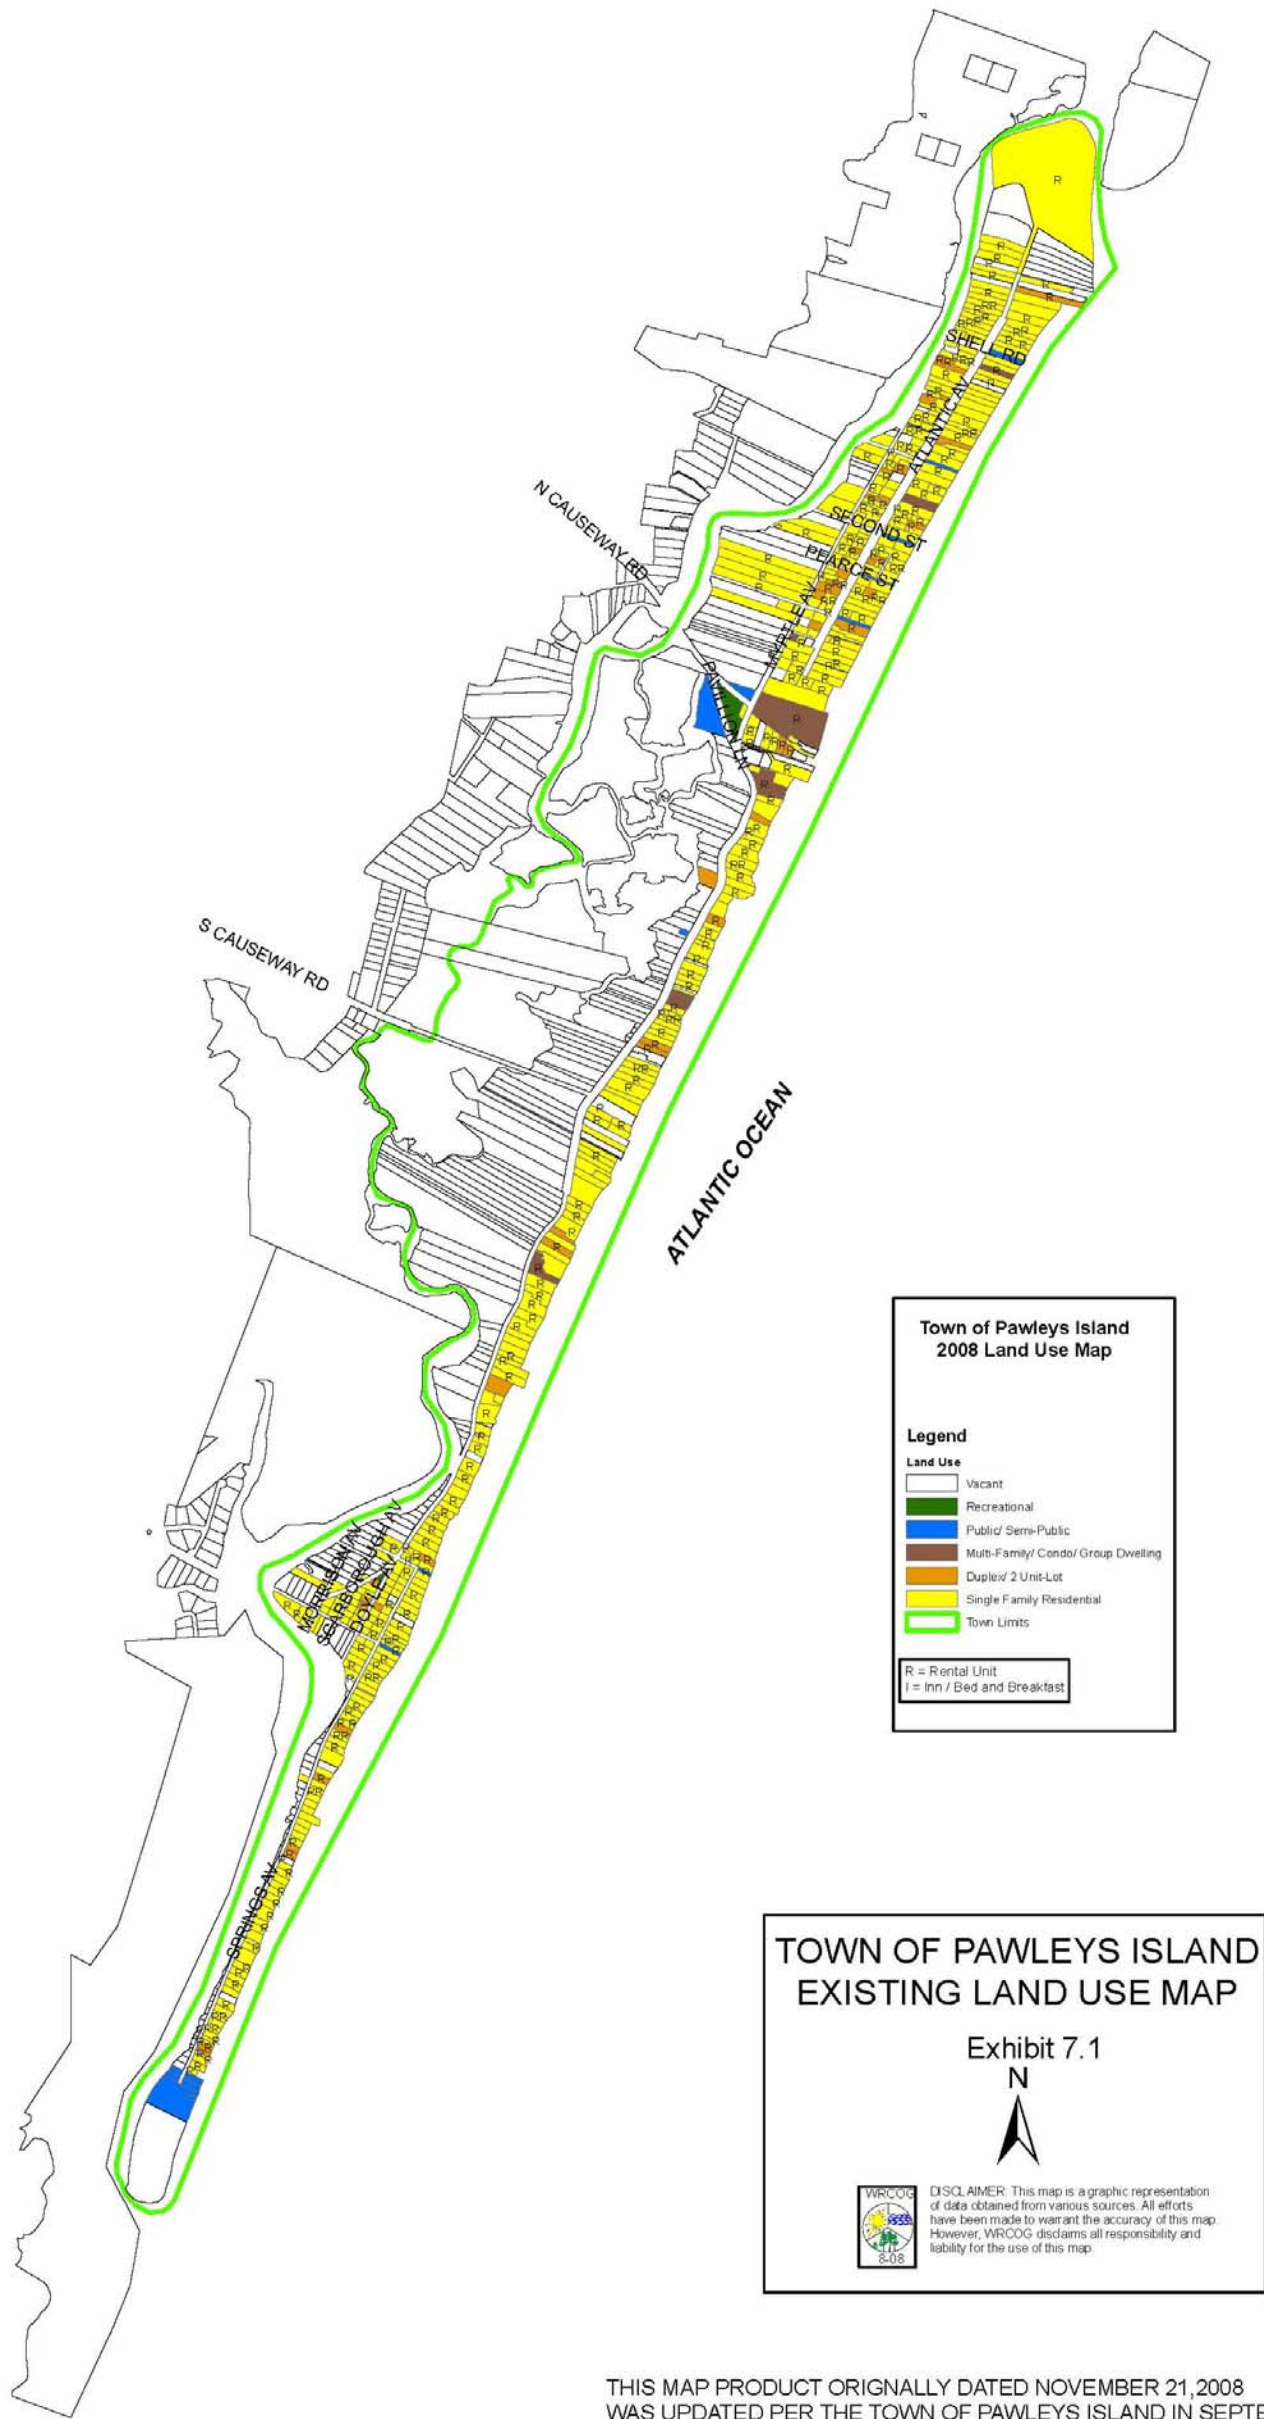 R
SHELL RD
ATLANTIC AV
N CAUSEWAY RD
SECOND ST
PEARCE ST
MYRTLE AV
PAVILLION LN
S CAUSEWAY RD
ATLANTIC OCEAN
Town of Pawleys Island
2008 Land Use Map
Legend
Land Use
Vacant
Recreational
Public/ Semi-Public
Multi-Family/ Condo/ Group Dwelling
Duplex/ 2 Unit-Lot
Single Family Residential
Town Limits
R = Rental Unit
I = Inn / Bed and Breakfast
MORRISON AV
SCARBOROUGH AV
DOYLE AV
SPRINGS AV
TOWN OF PAWLEYS ISLAND
EXISTING LAND USE MAP
Exhibit 7.1
N
WRCOG
8-08
DISCLAIMER: This map is a graphic representation
of data obtained from various sources. All efforts
have been made to warrant the accuracy of this map.
However, WRCOG disclaims all responsibility and
liability for the use of this map.
THIS MAP PRODUCT ORIGNALLY DATED NOVEMBER 21,2008
WAS UPDATED PER THE TOWN OF PAWLEYS ISLAND IN SEPTE